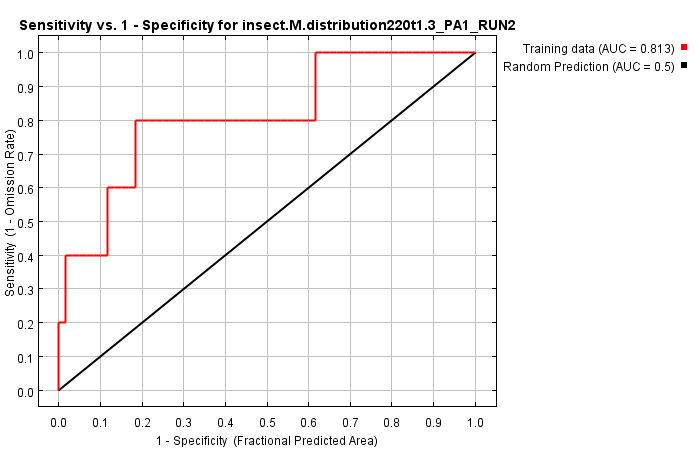 Sensitivity vs. 1 - Specificity for insect.M.distribution220t1.3_PA1_RUN2
Training data (AUC = 0.813)
Random Prediction (AUC = 0.5)
Sensitivity (1 - Omission Rate)
1.0
0.9
0.8
0.7
0.6
0.5
0.4
0.3
0.2
0.1
0.0
0.0 0.1 0.2 0.3 0.4 0.5 0.6 0.7 0.8 0.9 1.0
1 - Specificity (Fractional Predicted Area)